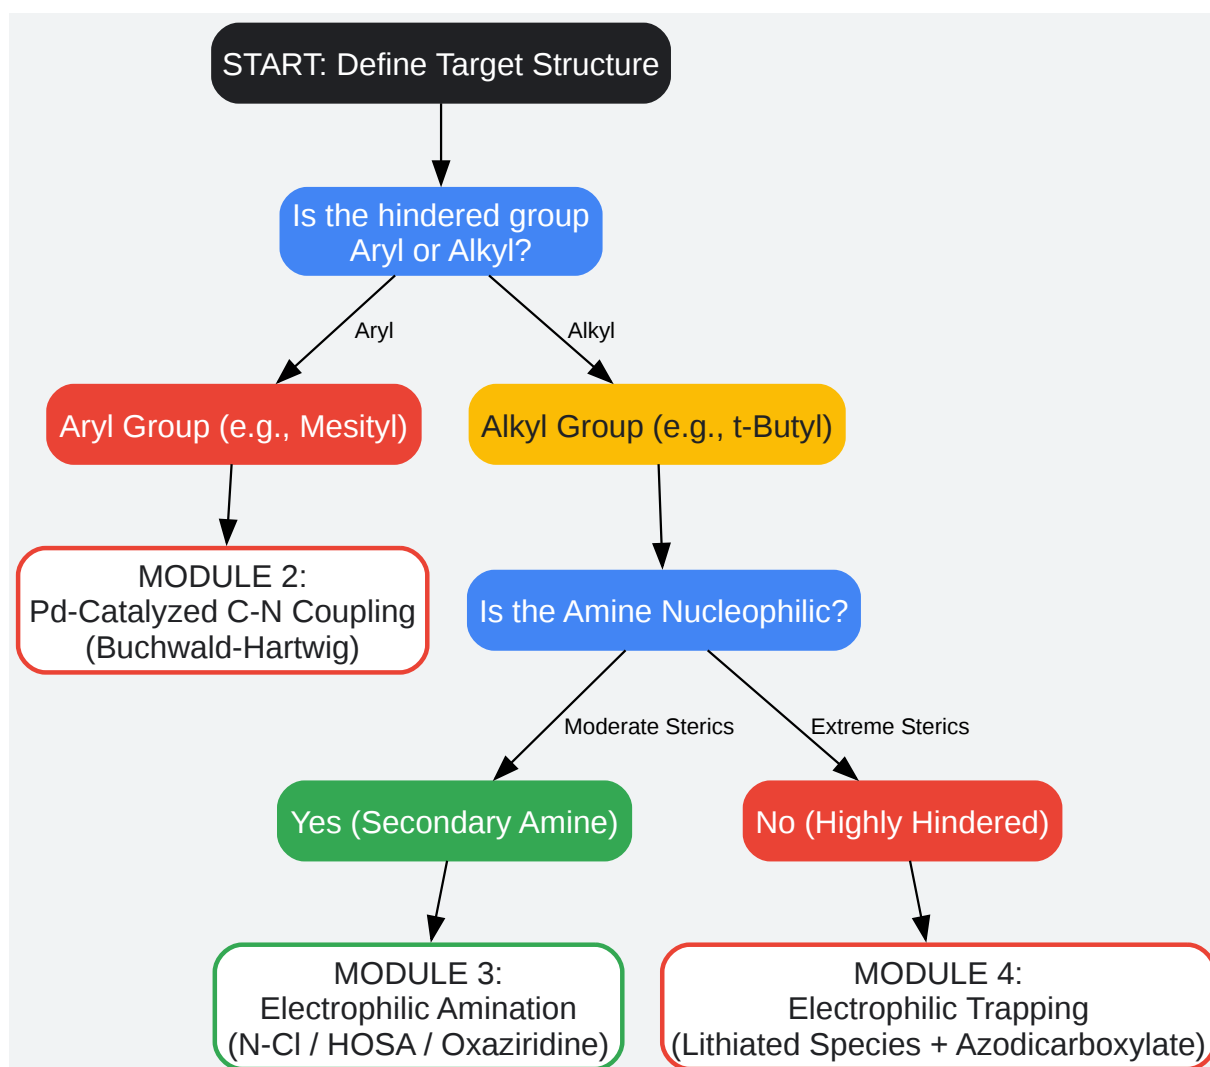 START: Define Target Structure
Is the hindered group
Aryl or Alkyl?
Aryl
Alkyl
Aryl Group (e.g., Mesityl)
Alkyl Group (e.g., t-Butyl)
MODULE 2:
Pd-Catalyzed C-N Coupling
(Buchwald-Hartwig)
Is the Amine Nucleophilic?
Moderate Sterics
Extreme Sterics
Yes (Secondary Amine)
No (Highly Hindered)
MODULE 3:
Electrophilic Amination
(N-Cl / HOSA / Oxaziridine)
MODULE 4:
Electrophilic Trapping
(Lithiated Species + Azodicarboxylate)